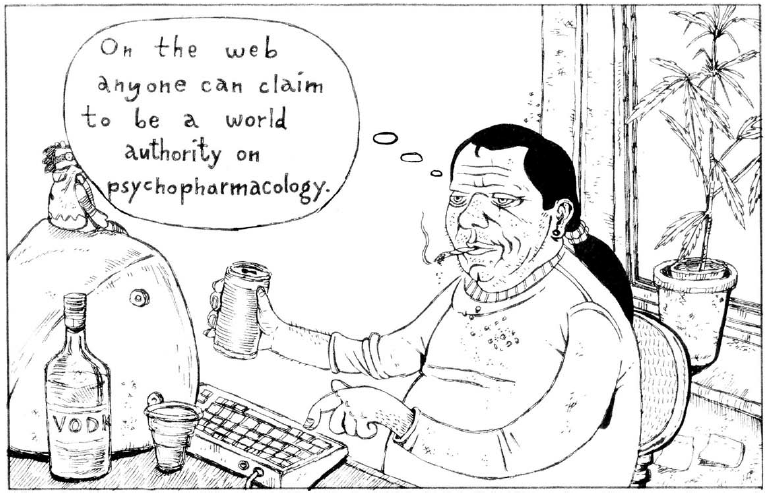 On the web
anyone can claim
to be a world
authority on
psychopharmacology.
VODK